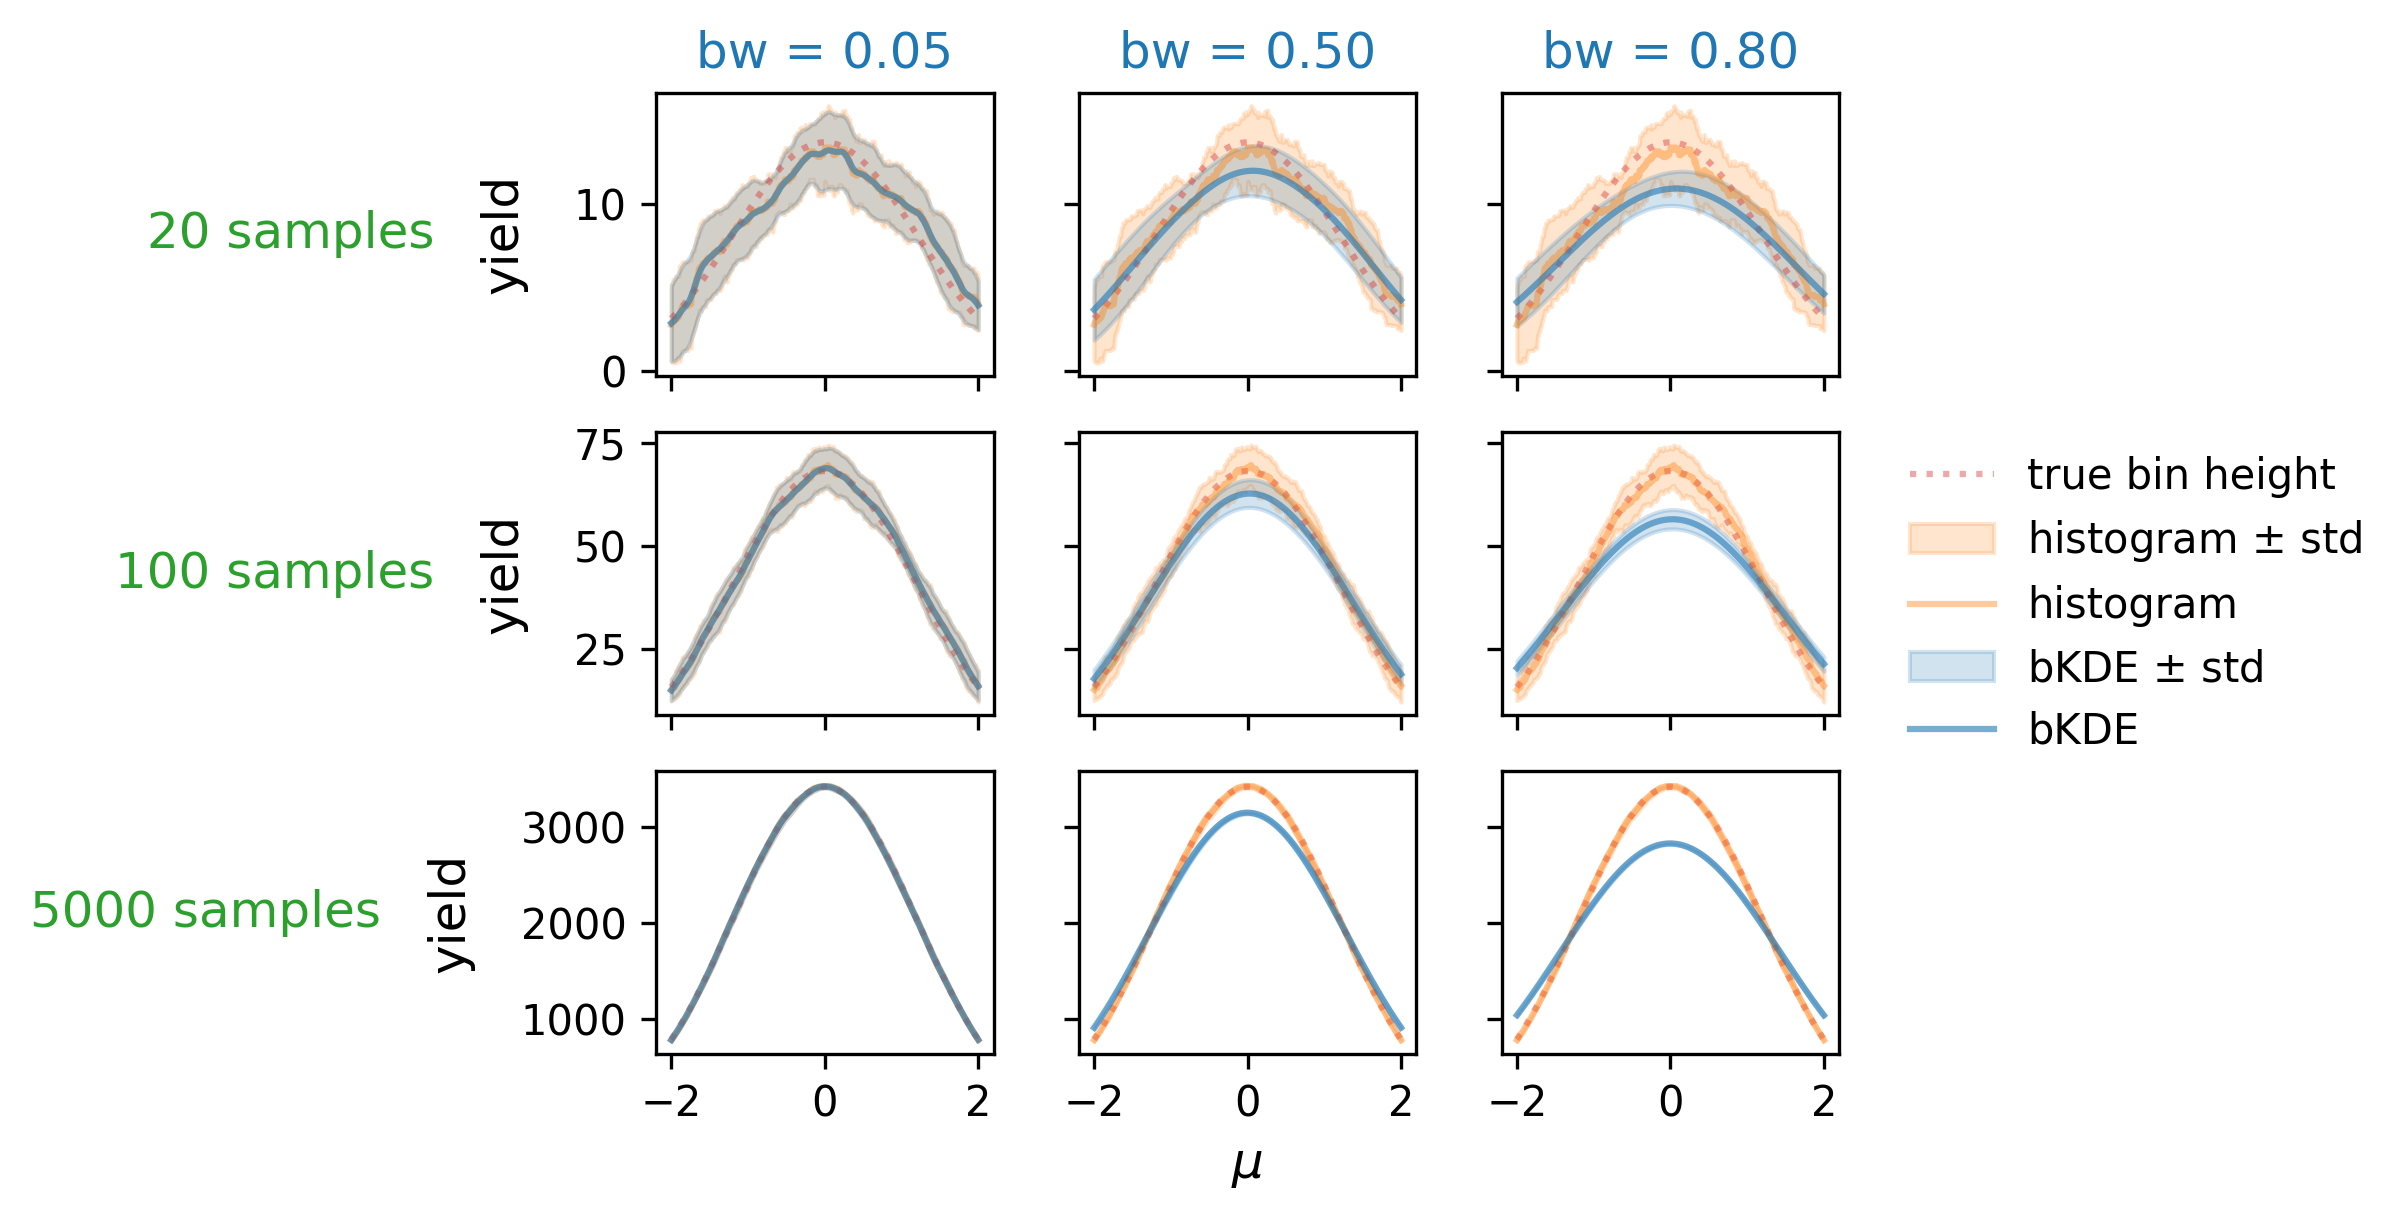 bw = 0.05
bw = 0.50
bw = 0.80
20 samples
yield
10
0
100 samples
yield
75
50
25
true bin height
histogram ± std
histogram
bKDE ± std
bKDE
5000 samples
yield
3000
2000
1000
−2 0 2
−2 0 2
−2 0 2
μ